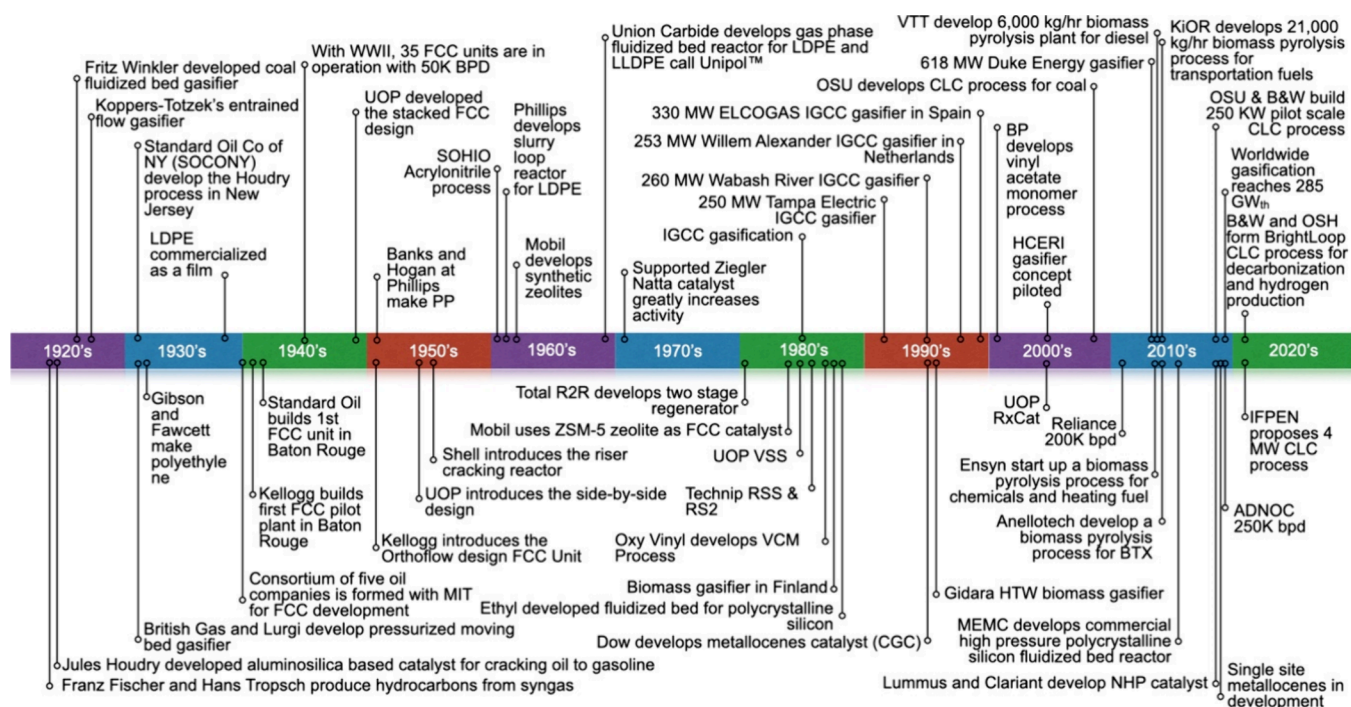 Fritz Winkler developed coal
fluidized bed gasifier
Koppers-Totzek's entrained
flow gasifier
Standard Oil Co of
NY (SOCONY)
develop the Houdry
process in New
Jersey
LDPE
commercialized
as a film
With WWII, 35 FCC units are in
operation with 50K BPD
UOP developed
the stacked FCC
design
Banks and
Hogan at
Phillips
make PP
SOHIO
Acrylonitrile
process
Phillips
develops
slurry
loop
reactor
for LDPE
Mobil
develops
synthetic
zeolites
Union Carbide develops gas phase
fluidized bed reactor for LDPE and
LLDPE call Unipol™
Supported Ziegler
Natta catalyst
greatly increases
activity
330 MW ELCOGAS IGCC gasifier in Spain
253 MW Willem Alexander IGCC gasifier in
Netherlands
260 MW Wabash River IGCC gasifier
250 MW Tampa Electric
IGCC gasifier
IGCC gasification
VTT develop 6,000 kg/hr biomass
pyrolysis plant for diesel
618 MW Duke Energy gasifier
OSU develops CLC process for coal
BP
develops
vinyl
acetate
monomer
process
HCERI
gasifier
concept
piloted
KiOR develops 21,000
kg/hr biomass pyrolysis
process for
transportation fuels
OSU & B&W build
250 KW pilot scale
CLC process
Worldwide
gasification
reaches 285
GWth
B&W and OSH
form BrightLoop
CLC process for
decarbonization
and hydrogen
production
1920's
1930's
1940's
1950's
1960's
1970's
1980's
1990's
2000's
2010's
2020's
Gibson
and
Fawcett
make
polyethyle
ne
Standard Oil
builds 1st
FCC unit in
Baton Rouge
Kellogg builds
first FCC pilot
plant in Baton
Rouge
Consortium of five oil
companies is formed with MIT
for FCC development
British Gas and Lurgi develop pressurized moving
bed gasifier
Jules Houdry developed aluminosilica based catalyst for cracking oil to gasoline
Franz Fischer and Hans Tropsch produce hydrocarbons from syngas
Shell introduces the riser
cracking reactor
UOP introduces the side-by-side
design
Kellogg introduces the
Orthoflow design FCC Unit
Total R2R develops two stage
regenerator
Mobil uses ZSM-5 zeolite as FCC catalyst
UOP VSS
Technip RSS &
RS2
Oxy Vinyl develops VCM
Process
Biomass gasifier in Finland
Ethyl developed fluidized bed for polycrystalline
silicon
Dow develops metallocenes catalyst (CGC)
UOP
RxCat
Reliance
200K bpd
Ensyn start up a biomass
pyrolysis process for
chemicals and heating fuel
Anellotech develop a
biomass pyrolysis
process for BTX
Gidara HTW biomass gasifier
MEMC develops commercial
high pressure polycrystalline
silicon fluidized bed reactor
Lummus and Clariant develop NHP catalyst
IFPEN
proposes 4
MW CLC
process
ADNOC
250K bpd
Single site
metallocenes in
development